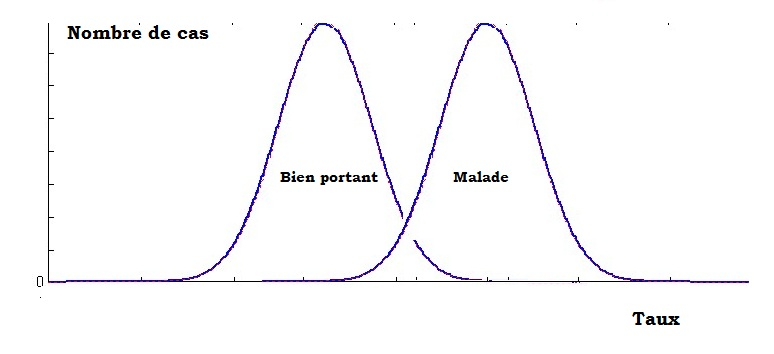 Nombre de cas
Bien portant
Malade
0
Taux